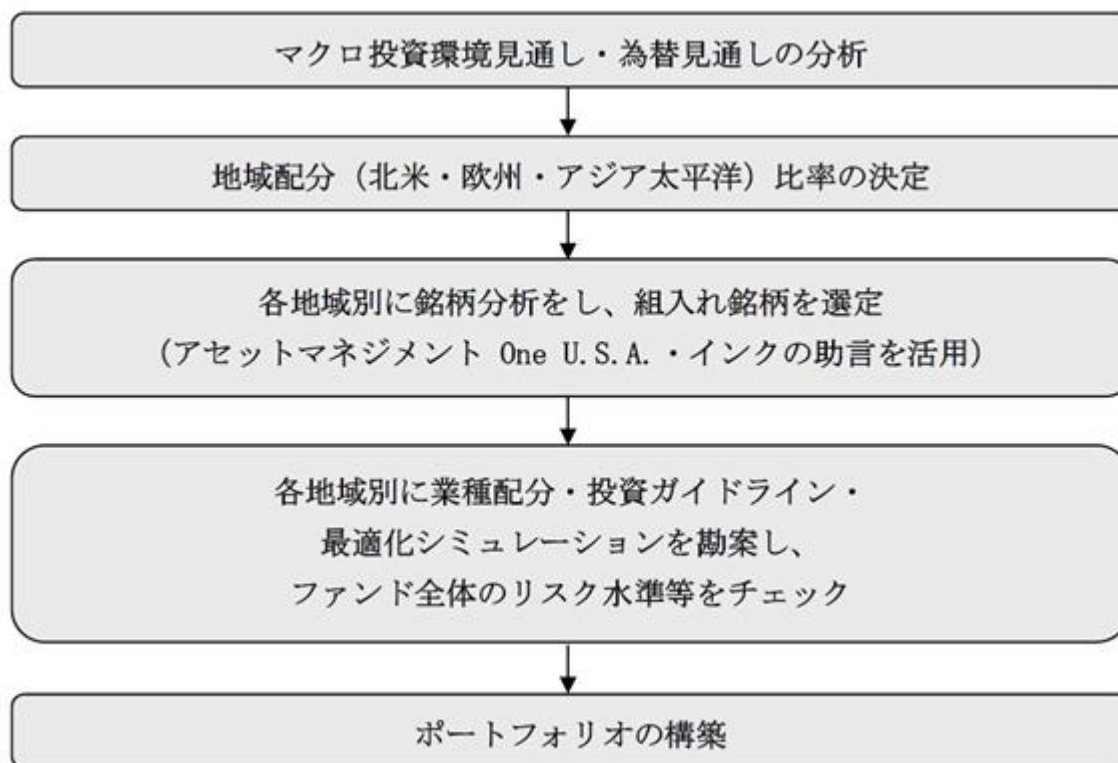 マクロ投資環境見通し・為替見通しの分析
地域配分（北米・欧州・アジア太平洋）比率の決定
各地域別に銘柄分析をし、組入れ銘柄を選定
（アセットマネジメント One U.S.A.・インクの助言を活用）
各地域別に業種配分・投資ガイドライン・
最適化シミュレーションを勘案し、
ファンド全体のリスク水準等をチェック
ポートフォリオの構築